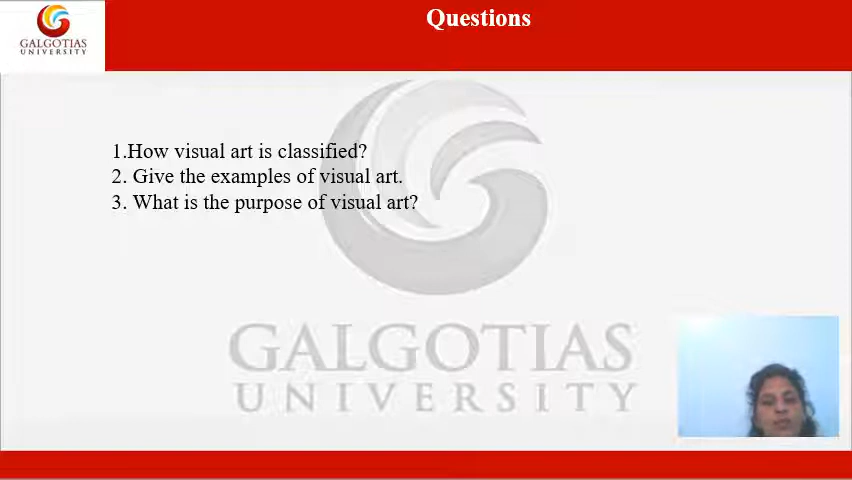 Questions
GALGOTIAS
UNIVERSITY
1.How visual art is classified?
2. Give the examples of visual art.
3. What is the purpose of visual art?
GALGOTIAS
UNIVERSITY